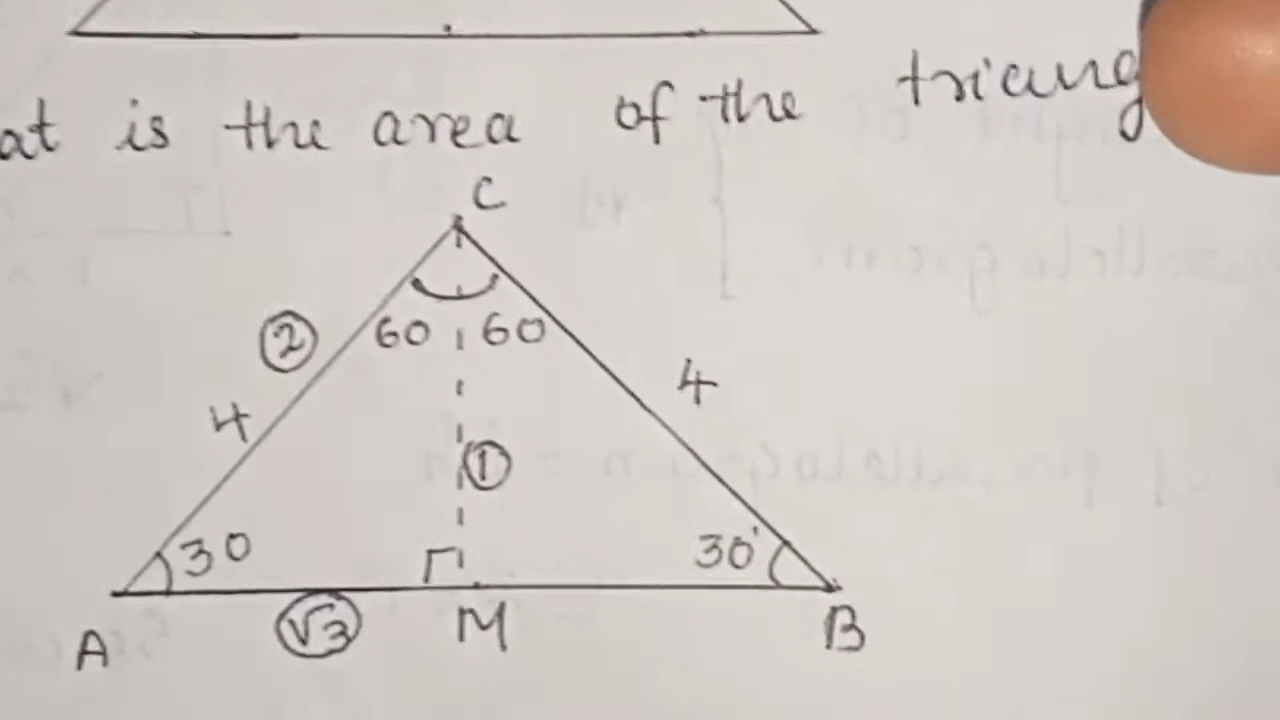 at is the area of the triang
C
60 60
②
4
4
①
30
30
√3
A
M
B